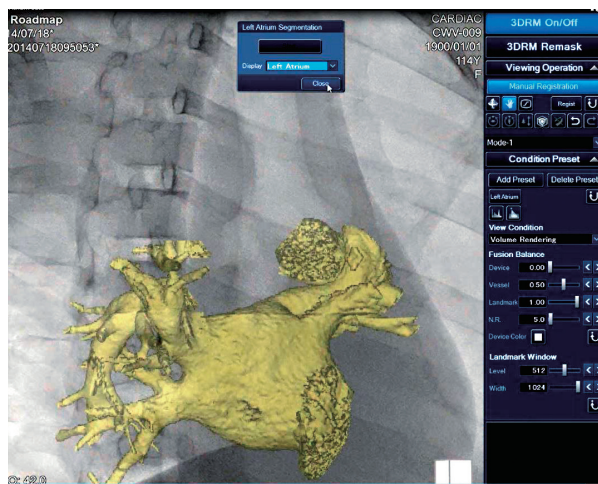 Roadmap
14/07/18*
20140718095053*
Left Atrium Segmentation
Display
Left Atrium
Close
CARDIAC
CWV-009
1900/01/01
114Y
F
3DRM On/Off
3DRM Remask
Viewing Operation
Manual Registration
Regist
Mode-1
Condition Preset
Add Preset
Delete Preset
Left Atrium
View Condition
Volume Rendering
Fusion Balance
Device 0.00
Vessel 0.50
Landmark 1.00
N.R. 5.0
Device Color
Landmark Window
Level 512
Width 1024
42.0